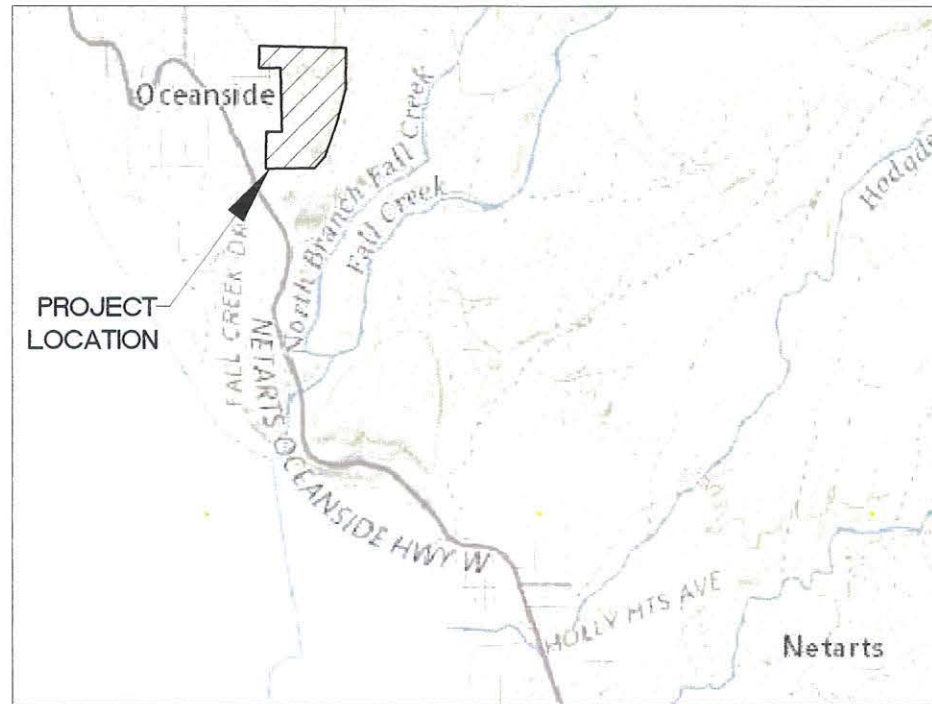 Oceanside
North Branch Fall Creek
Fall Creek
PROJECT
LOCATION
FALL CREEK DR
NETARTS OCEANSIDE HWY W
HOLLY HTS AVE
Netarts